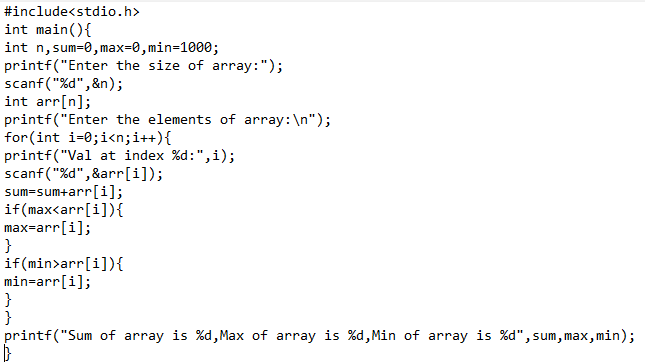 #include<stdio.h>
int main(){
int n,sum=0,max=0,min=1000;
printf("Enter the size of array:");
scanf("%d",&n);
int arr[n];
printf("Enter the elements of array:\n");
for(int i=0;i<n;i++){
printf("Val at index %d:",i);
scanf("%d",&arr[i]);
sum=sum+arr[i];
if(max<arr[i]){
max=arr[i];
}
if(min>arr[i]){
min=arr[i];
}
}
printf("Sum of array is %d,Max of array is %d,Min of array is %d",sum,max,min);
}